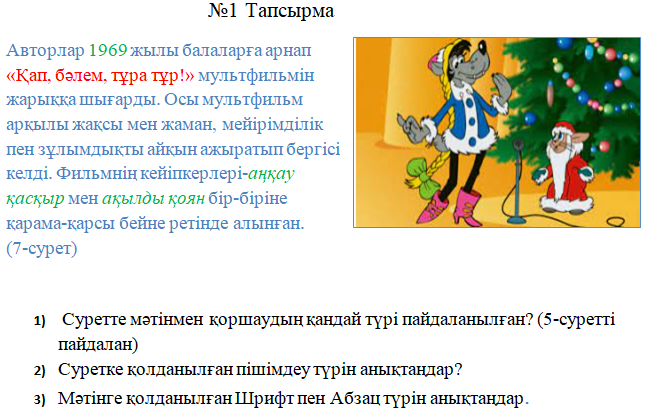 №1 Тапсырма
Авторлар 1969 жылы балаларға арнап
«Қап, бәлем, тұра тұр!» мультфильмін
жарыққа шығарды. Осы мультфильм
арқылы жақсы мен жаман, мейірімділік
пен зұлымдықты айқын ажыратып бергісі
келді. Фильмнің кейіпкерлері-аңқау
қасқыр мен ақылды қоян бір-біріне
қарама-қарсы бейне ретінде алынған.
(7-сурет)
1) Суретте мәтінмен қоршаудың қандай түрі пайдаланылған? (5-суретті
пайдалан)
2) Суретке қолданылған пішімдеу түрін анықтаңдар?
3) Мәтінге қолданылған Шрифт пен Абзац түрін анықтаңдар.